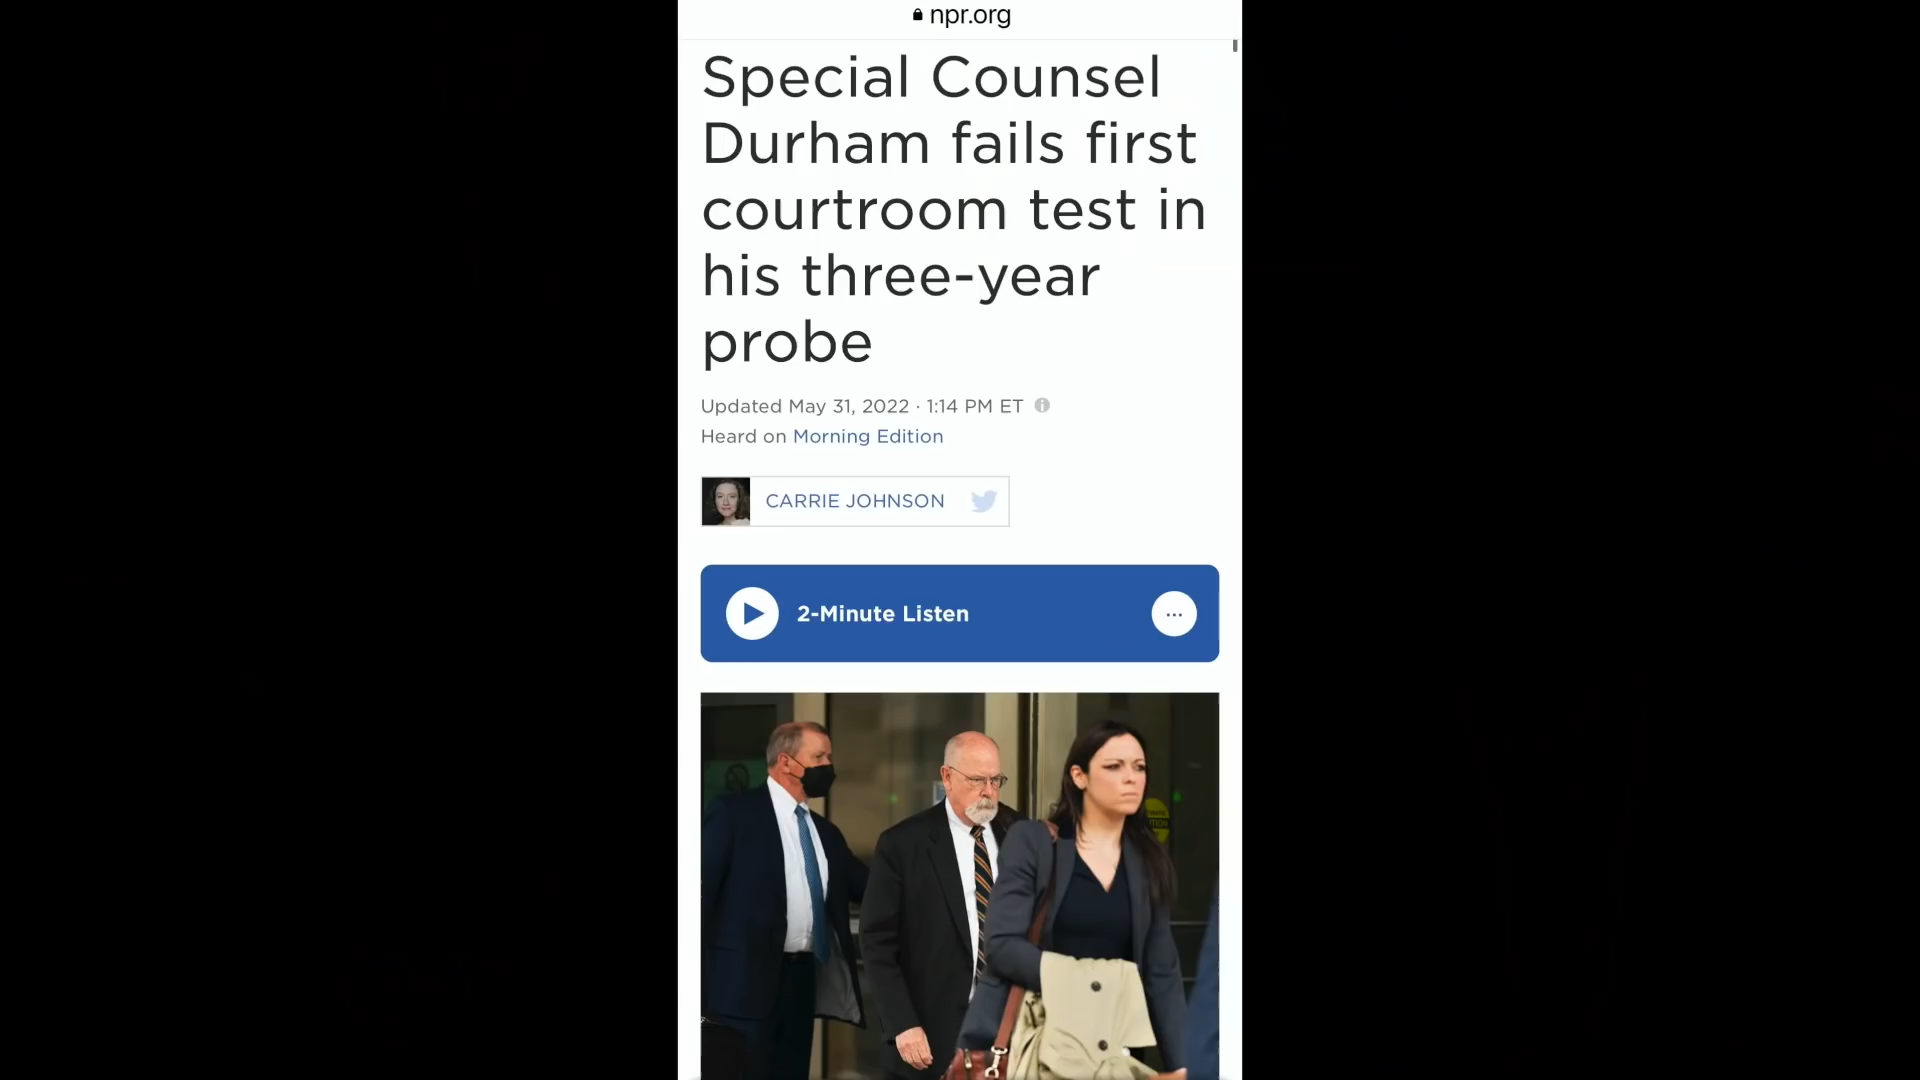 npr.org
Special Counsel
Durham fails first
courtroom test in
his three-year
probe
Updated May 31, 2022 · 1:14 PM ET
Heard on Morning Edition
CARRIE JOHNSON
2-Minute Listen